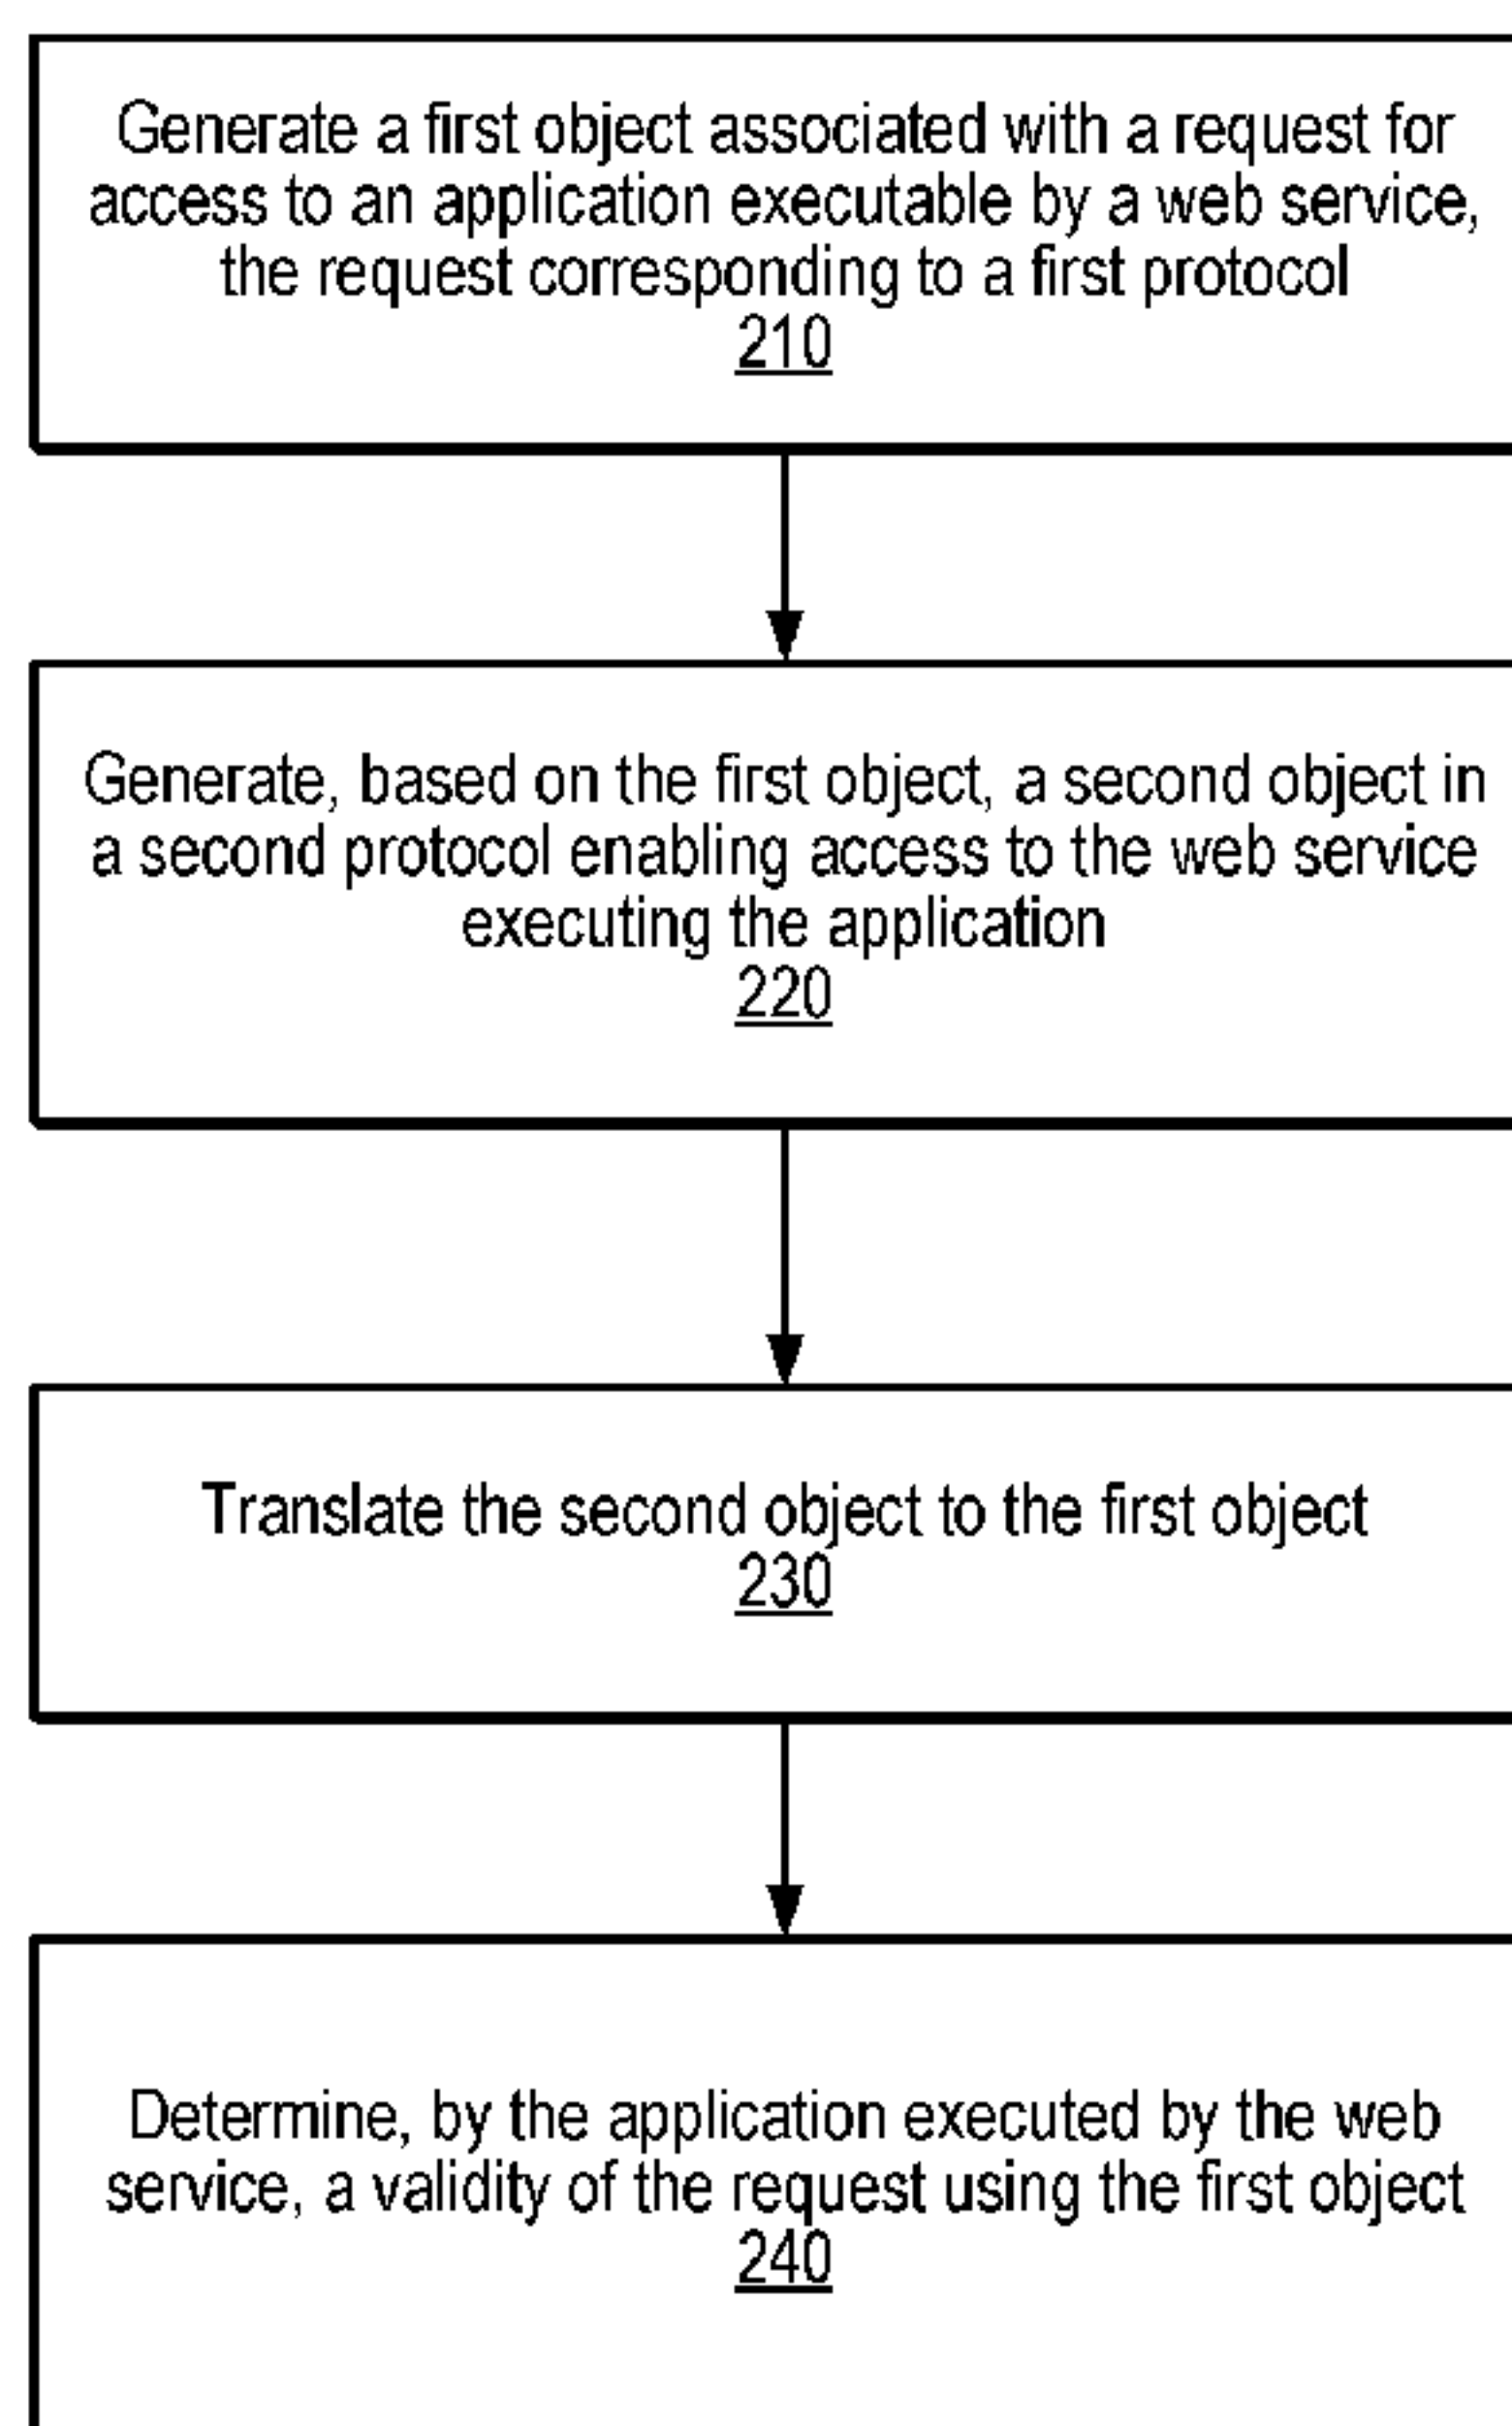 Generate a first object associated with a request for
access to an application executable by a web service,
the request corresponding to a first protocol
210
Generate, based on the first object, a second object in
a second protocol enabling access to the web service
executing the application
220
Translate the second object to the first object
230
Determine, by the application executed by the web
service, a validity of the request using the first object
240